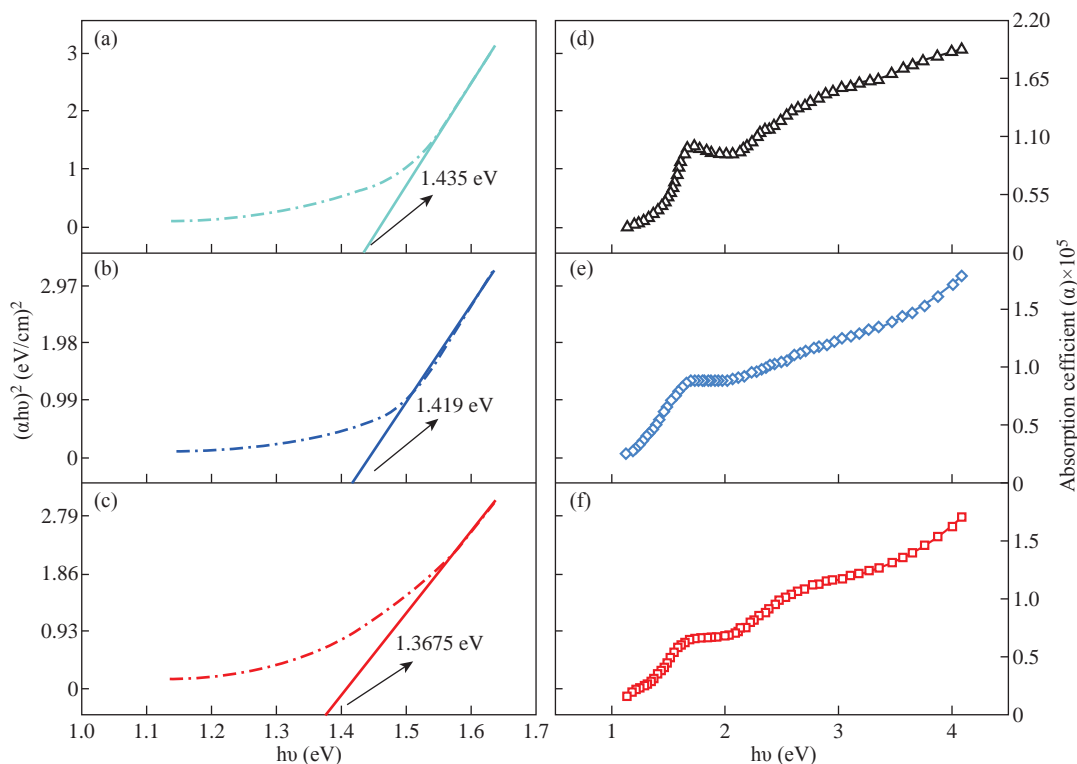 (a)
3
2
1
0
1.435 eV
(b)
2.97
1.98
0.99
0
1.419 eV
(c)
2.79
1.86
0.93
0
1.3675 eV
(αhυ)² (eV/cm)²
1.0 1.1 1.2 1.3 1.4 1.5 1.6 1.7
hυ (eV)
(d)
2.20
1.65
1.10
0.55
0
(e)
1.5
1.0
0.5
0
(f)
1.5
1.0
0.5
0
Absorption cefficient (α)×10⁵
1 2 3 4
hυ (eV)